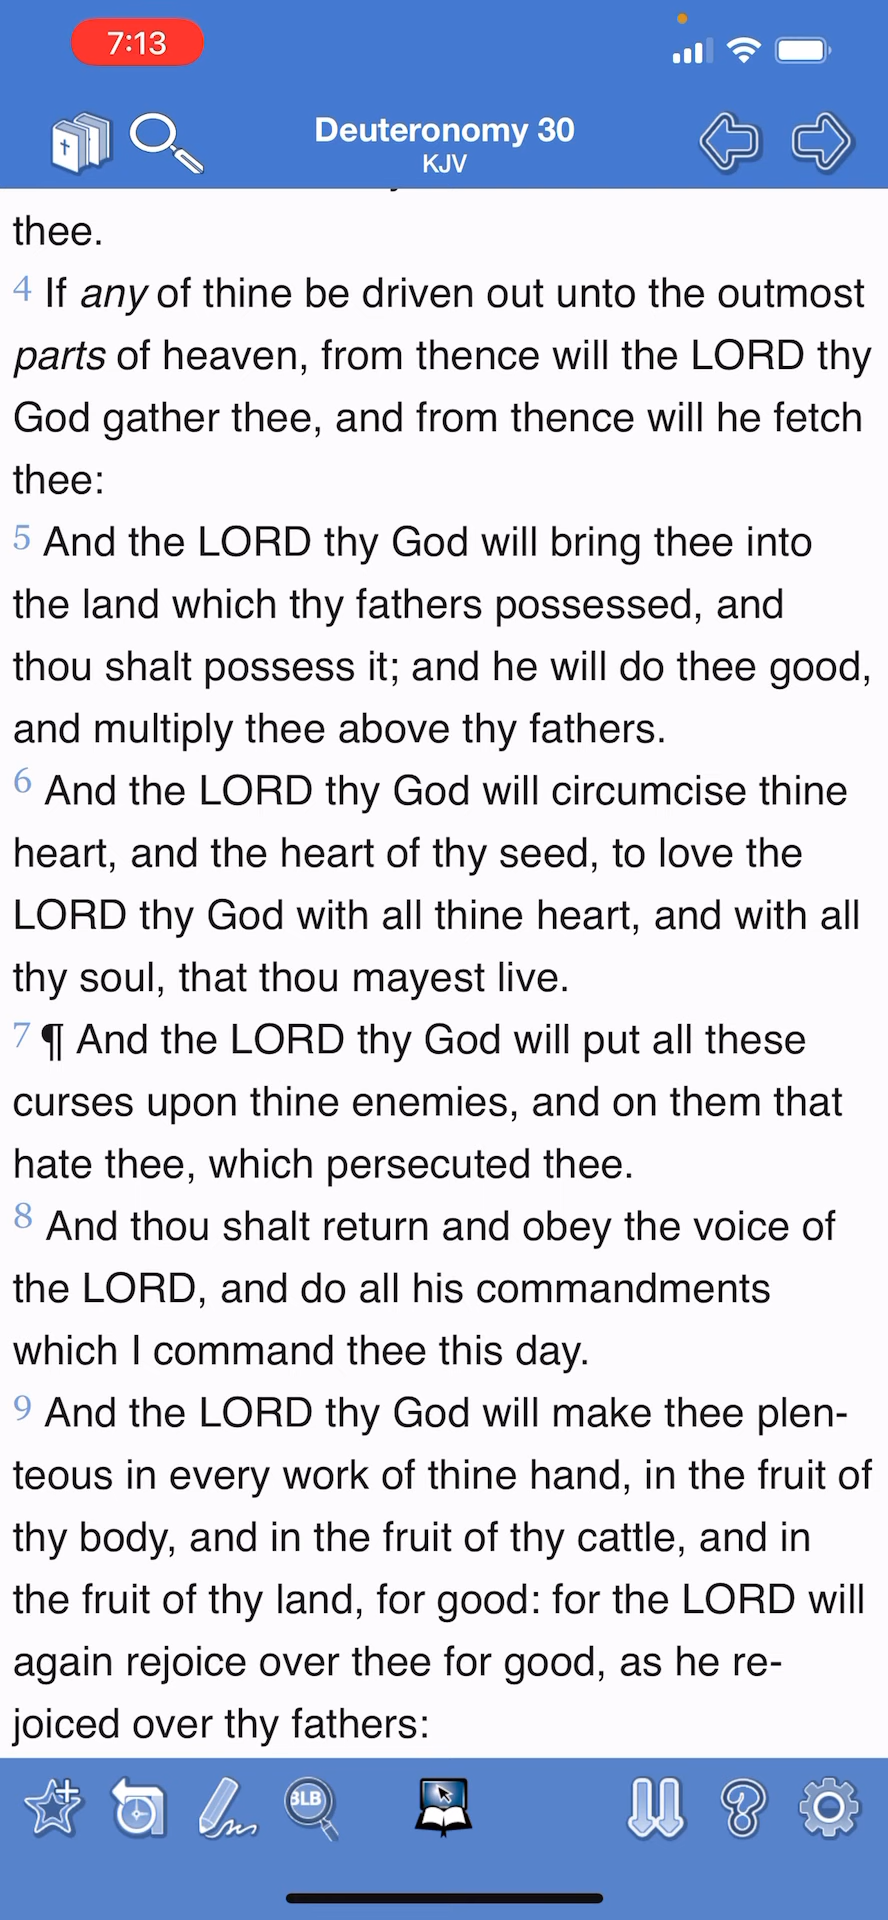 7:13
Deuteronomy 30
KJV
thee.
4 If any of thine be driven out unto the outmost
parts of heaven, from thence will the LORD thy
God gather thee, and from thence will he fetch
thee:
5 And the LORD thy God will bring thee into
the land which thy fathers possessed, and
thou shalt possess it; and he will do thee good,
and multiply thee above thy fathers.
6 And the LORD thy God will circumcise thine
heart, and the heart of thy seed, to love the
LORD thy God with all thine heart, and with all
thy soul, that thou mayest live.
7 ¶ And the LORD thy God will put all these
curses upon thine enemies, and on them that
hate thee, which persecuted thee.
8 And thou shalt return and obey the voice of
the LORD, and do all his commandments
which I command thee this day.
9 And the LORD thy God will make thee plen-
teous in every work of thine hand, in the fruit of
thy body, and in the fruit of thy cattle, and in
the fruit of thy land, for good: for the LORD will
again rejoice over thee for good, as he re-
joiced over thy fathers:
BLB